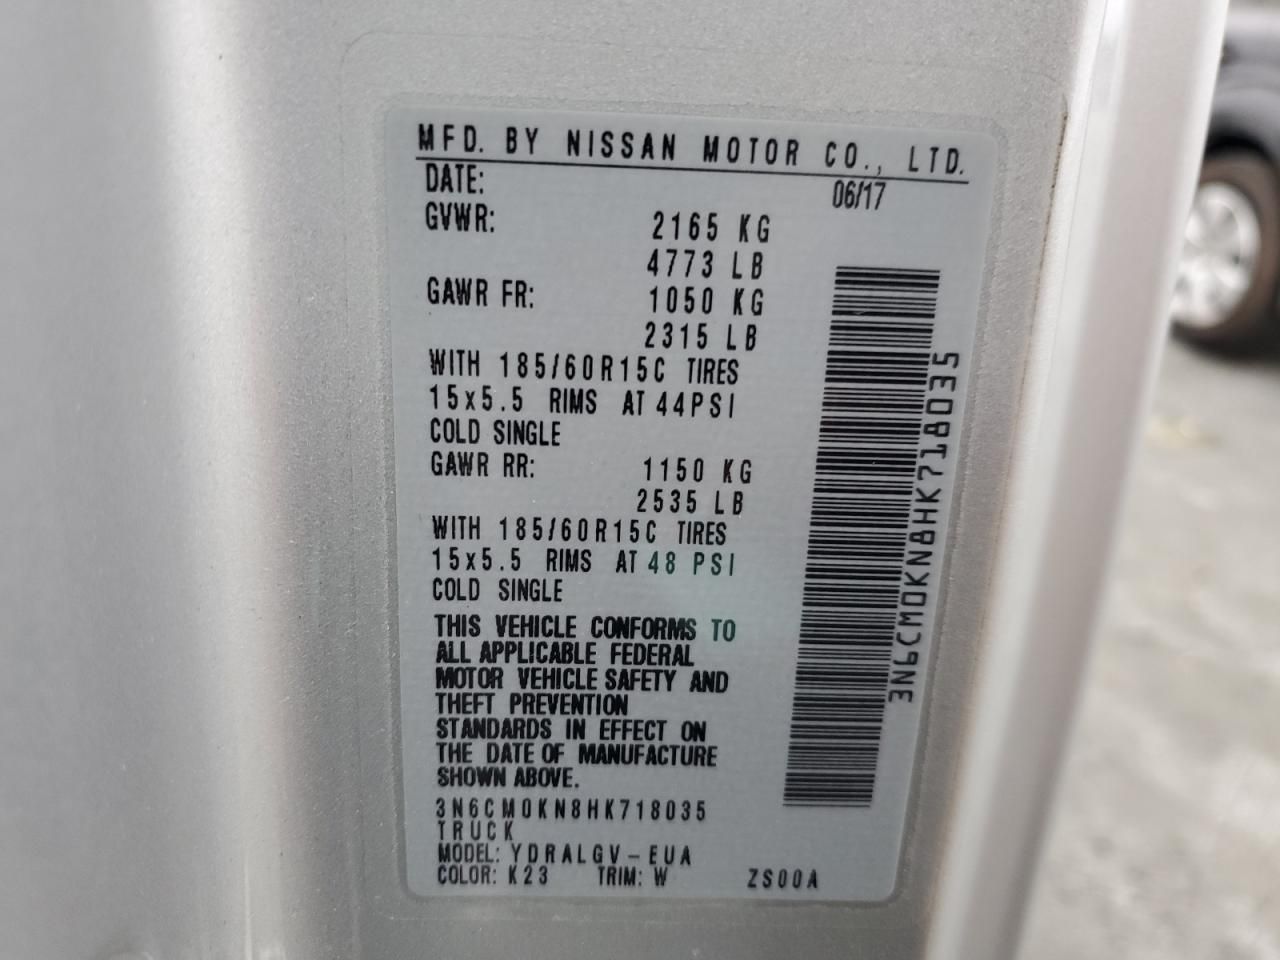 MFD. BY NISSAN MOTOR CO., LTD.
DATE: 06/17
GVWR: 2165 KG
4773 LB
GAWR FR: 1050 KG
2315 LB
WITH 185/60R15C TIRES
15x5.5 RIMS AT 44PSI
COLD SINGLE
GAWR RR: 1150 KG
2535 LB
WITH 185/60R15C TIRES
15x5.5 RIMS AT 48 PSI
COLD SINGLE
THIS VEHICLE CONFORMS TO
ALL APPLICABLE FEDERAL
MOTOR VEHICLE SAFETY AND
THEFT PREVENTION
STANDARDS IN EFFECT ON
THE DATE OF MANUFACTURE
SHOWN ABOVE.
3N6CM0KN8HK718035
TRUCK
MODEL: YDRALGV-EUA
COLOR: K23 TRIM: W ZS00A
3N6CM0KN8HK718035